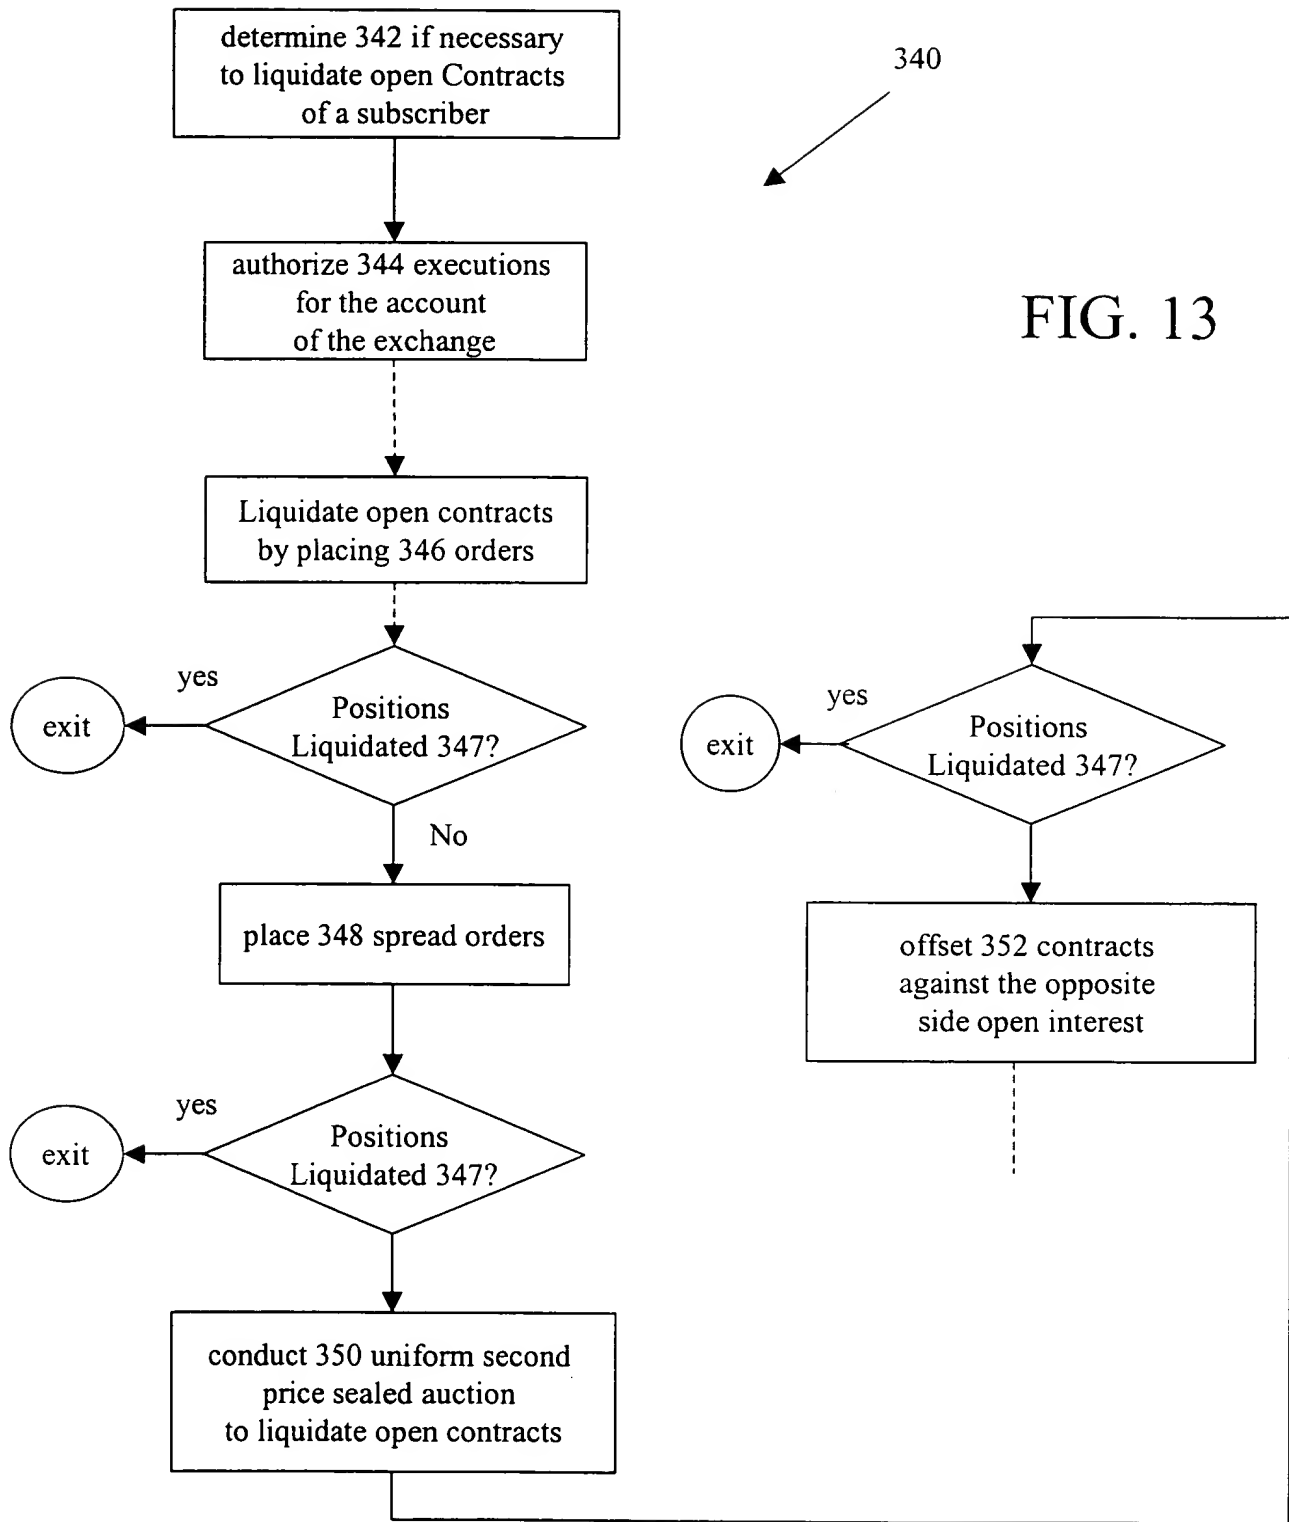 determine 342 if necessary
to liquidate open Contracts
of a subscriber
340
authorize 344 executions
for the account
of the exchange
FIG. 13
Liquidate open contracts
by placing 346 orders
yes
exit
Positions
Liquidated 347?
No
place 348 spread orders
yes
exit
Positions
Liquidated 347?
conduct 350 uniform second
price sealed auction
to liquidate open contracts
yes
exit
Positions
Liquidated 347?
offset 352 contracts
against the opposite
side open interest